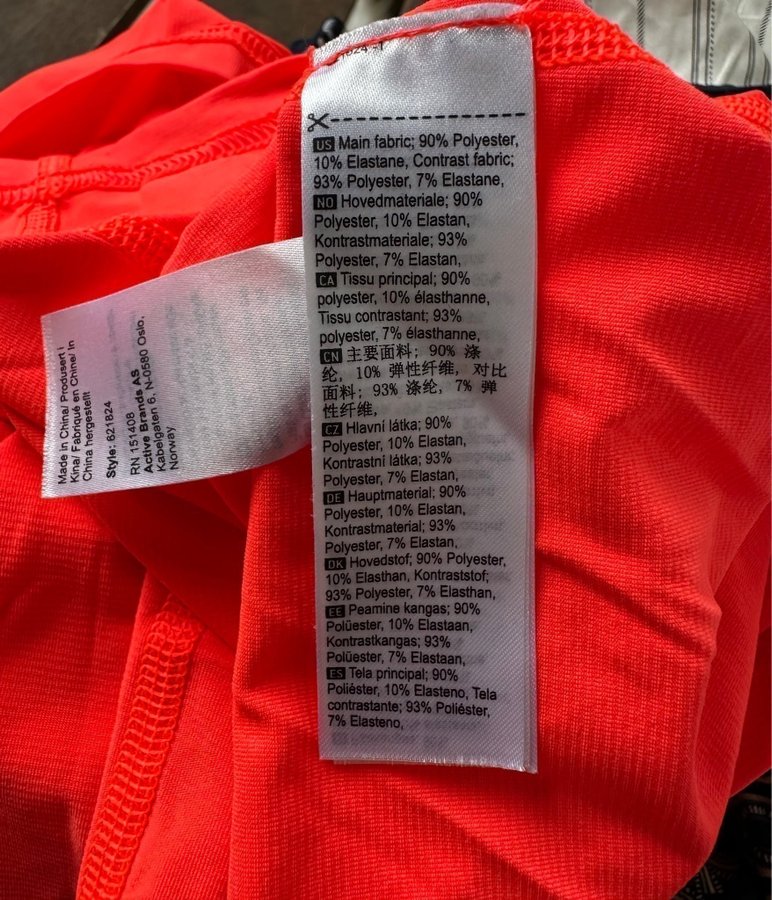 US Main fabric; 90% Polyester,
10% Elastane, Contrast fabric;
93% Polyester, 7% Elastane,
NO Hovedmateriale; 90%
Polyester, 10% Elastan,
Kontrastmateriale; 93%
Polyester, 7% Elastan,
CA Tissu principal; 90%
polyester, 10% élasthanne,
Tissu contrastant; 93%
polyester, 7% élasthanne,
CN 主要面料; 90% 涤
纶, 10% 弹性纤维, 对比
面料; 93% 涤纶, 7% 弹
性纤维,
CZ Hlavní látka; 90%
Polyester, 10% Elastan,
Kontrastní látka; 93%
Polyester, 7% Elastan,
DE Hauptmaterial; 90%
Polyester, 10% Elastan,
Kontrastmaterial; 93%
Polyester, 7% Elastan,
DK Hovedstof; 90% Polyester,
10% Elasthan, Kontraststof;
93% Polyester, 7% Elasthan,
EE Peamine kangas; 90%
Polüester, 10% Elastaan,
Kontrastkangas; 93%
Polüester, 7% Elastaan,
ES Tela principal; 90%
Poliéster, 10% Elasteno, Tela
contrastante; 93% Poliéster,
7% Elasteno,
Made in China/ Produsert i
Kina/ Fabriqué en Chine/ In
China hergestellt
Style: 621824
RN 151408
Active Brands AS
Kabelgaten 6, N-0580 Oslo,
Norway